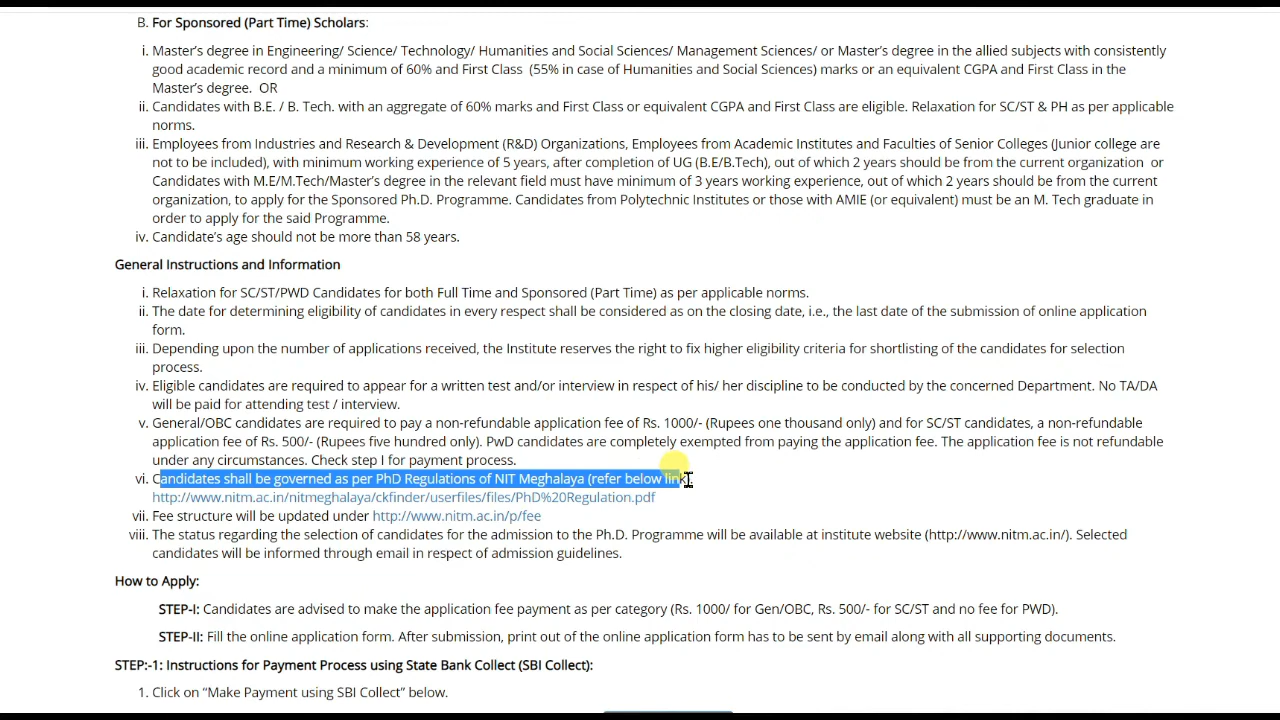 B. For Sponsored (Part Time) Scholars:
i. Master's degree in Engineering/ Science/ Technology/ Humanities and Social Sciences/ Management Sciences/ or Master's degree in the allied subjects with consistently
good academic record and a minimum of 60% and First Class (55% in case of Humanities and Social Sciences) marks or an equivalent CGPA and First Class in the
Master's degree. OR
ii. Candidates with B.E. / B. Tech. with an aggregate of 60% marks and First Class or equivalent CGPA and First Class are eligible. Relaxation for SC/ST & PH as per applicable
norms.
iii. Employees from Industries and Research & Development (R&D) Organizations, Employees from Academic Institutes and Faculties of Senior Colleges (Junior college are
not to be included), with minimum working experience of 5 years, after completion of UG (B.E/B.Tech), out of which 2 years should be from the current organization or
Candidates with M.E/M.Tech/Master's degree in the relevant field must have minimum of 3 years working experience, out of which 2 years should be from the current
organization, to apply for the Sponsored Ph.D. Programme. Candidates from Polytechnic Institutes or those with AMIE (or equivalent) must be an M. Tech graduate in
order to apply for the said Programme.
iv. Candidate's age should not be more than 58 years.
General Instructions and Information
i. Relaxation for SC/ST/PWD Candidates for both Full Time and Sponsored (Part Time) as per applicable norms.
ii. The date for determining eligibility of candidates in every respect shall be considered as on the closing date, i.e., the last date of the submission of online application
form.
iii. Depending upon the number of applications received, the Institute reserves the right to fix higher eligibility criteria for shortlisting of the candidates for selection
process.
iv. Eligible candidates are required to appear for a written test and/or interview in respect of his/ her discipline to be conducted by the concerned Department. No TA/DA
will be paid for attending test / interview.
v. General/OBC candidates are required to pay a non-refundable application fee of Rs. 1000/- (Rupees one thousand only) and for SC/ST candidates, a non-refundable
application fee of Rs. 500/- (Rupees five hundred only). PwD candidates are completely exempted from paying the application fee. The application fee is not refundable
under any circumstances. Check step I for payment process.
vi. Candidates shall be governed as per PhD Regulations of NIT Meghalaya (refer below link).
http://www.nitm.ac.in/nitmeghalaya/ckfinder/userfiles/files/PhD%20Regulation.pdf
vii. Fee structure will be updated under http://www.nitm.ac.in/p/fee
viii. The status regarding the selection of candidates for the admission to the Ph.D. Programme will be available at institute website (http://www.nitm.ac.in/). Selected
candidates will be informed through email in respect of admission guidelines.
How to Apply:
STEP-I: Candidates are advised to make the application fee payment as per category (Rs. 1000/ for Gen/OBC, Rs. 500/- for SC/ST and no fee for PWD).
STEP-II: Fill the online application form. After submission, print out of the online application form has to be sent by email along with all supporting documents.
STEP:-1: Instructions for Payment Process using State Bank Collect (SBI Collect):
1. Click on "Make Payment using SBI Collect" below.